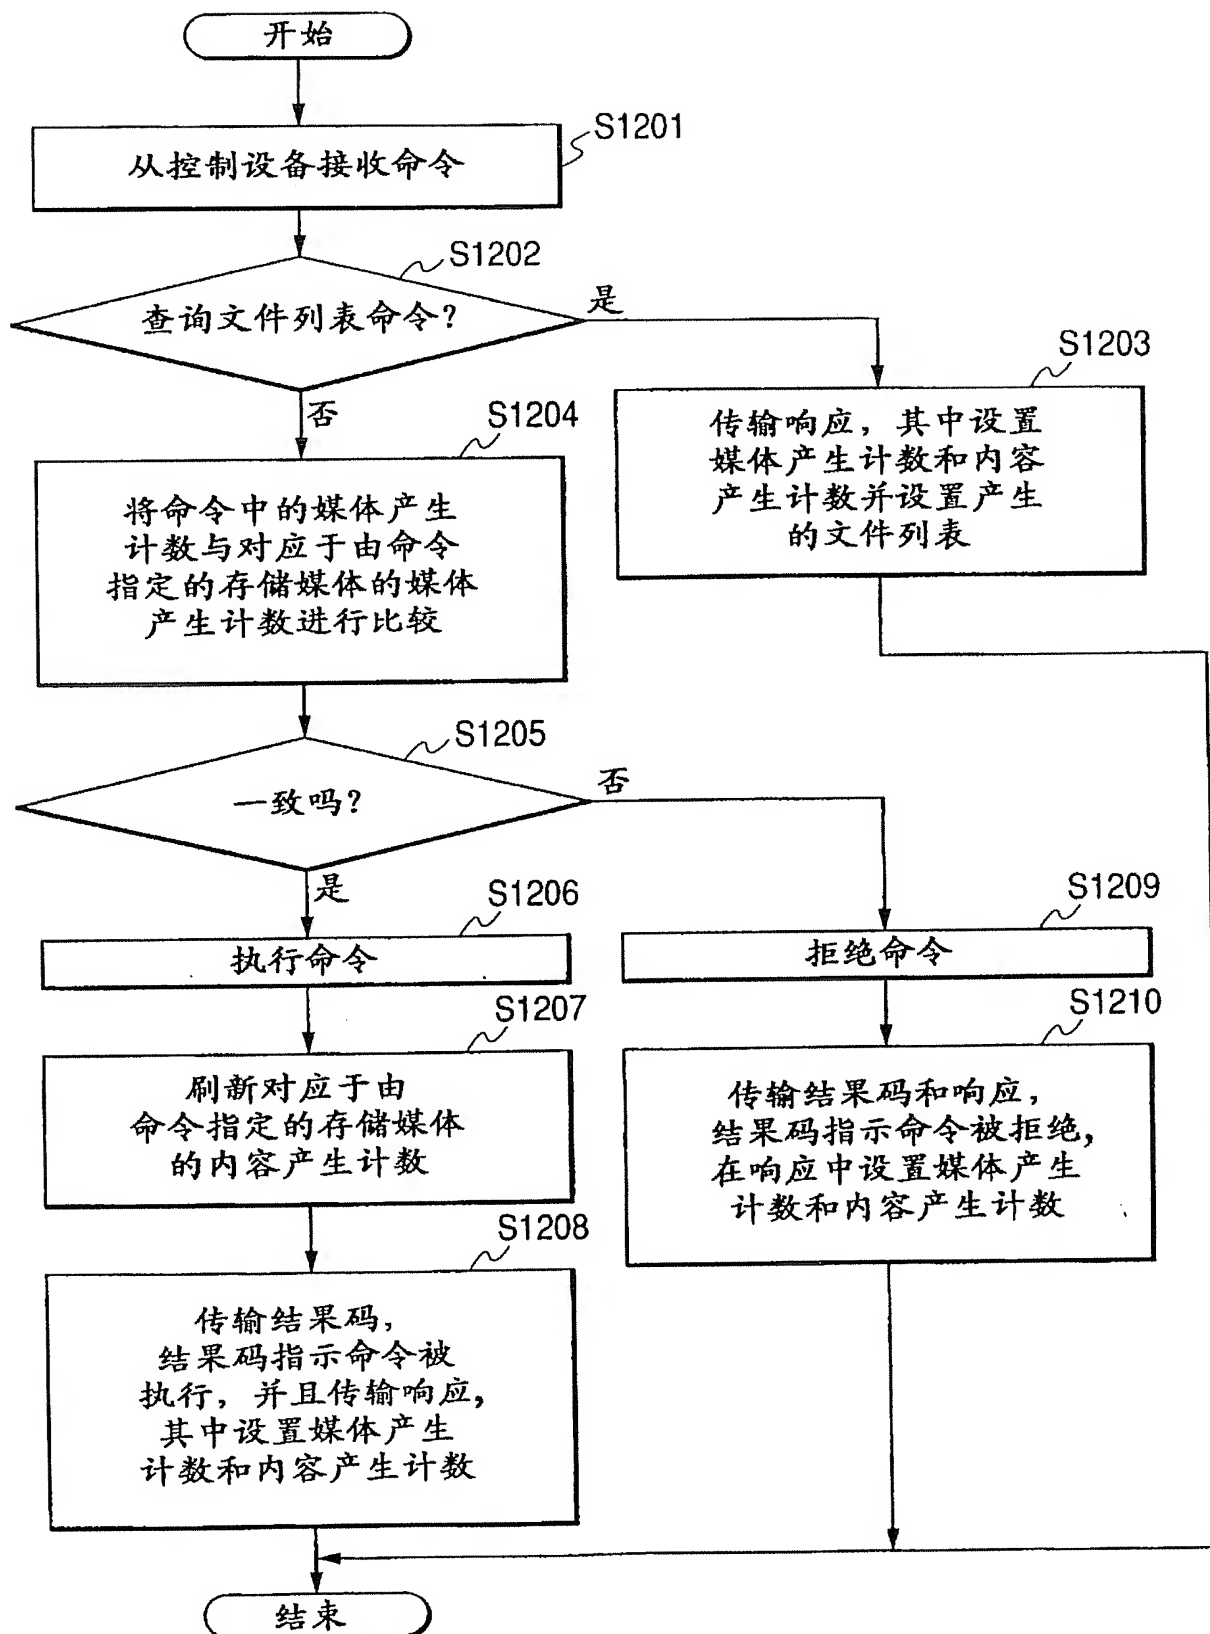 开始
S1201
从控制设备接收命令
S1202
查询文件列表命令？
是
S1203
传输响应，其中设置
媒体产生计数和内容
产生计数并设置产生
的文件列表
否
S1204
将命令中的媒体产生
计数与对应于由命令
指定的存储媒体的媒体
产生计数进行比较
S1205
一致吗？
否
是
S1206
执行命令
S1209
拒绝命令
S1207
刷新对应于由
命令指定的存储媒体
的内容产生计数
S1210
传输结果码和响应，
结果码指示命令被拒绝，
在响应中设置媒体产生
计数和内容产生计数
S1208
传输结果码，
结果码指示命令被
执行，并且传输响应，
其中设置媒体产生
计数和内容产生计数
结束